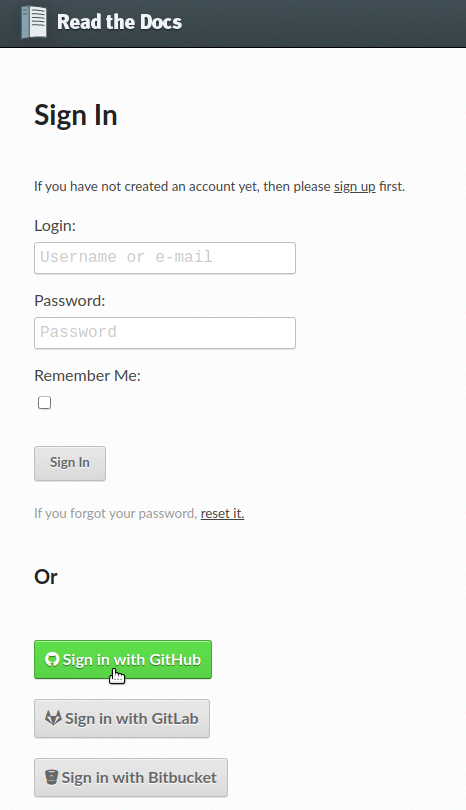 Read the Docs
Sign In
If you have not created an account yet, then please sign up first.
Login:
Username or e-mail
Password:
Password
Remember Me:
Sign In
If you forgot your password, reset it.
Or
Sign in with GitHub
Sign in with GitLab
Sign in with Bitbucket